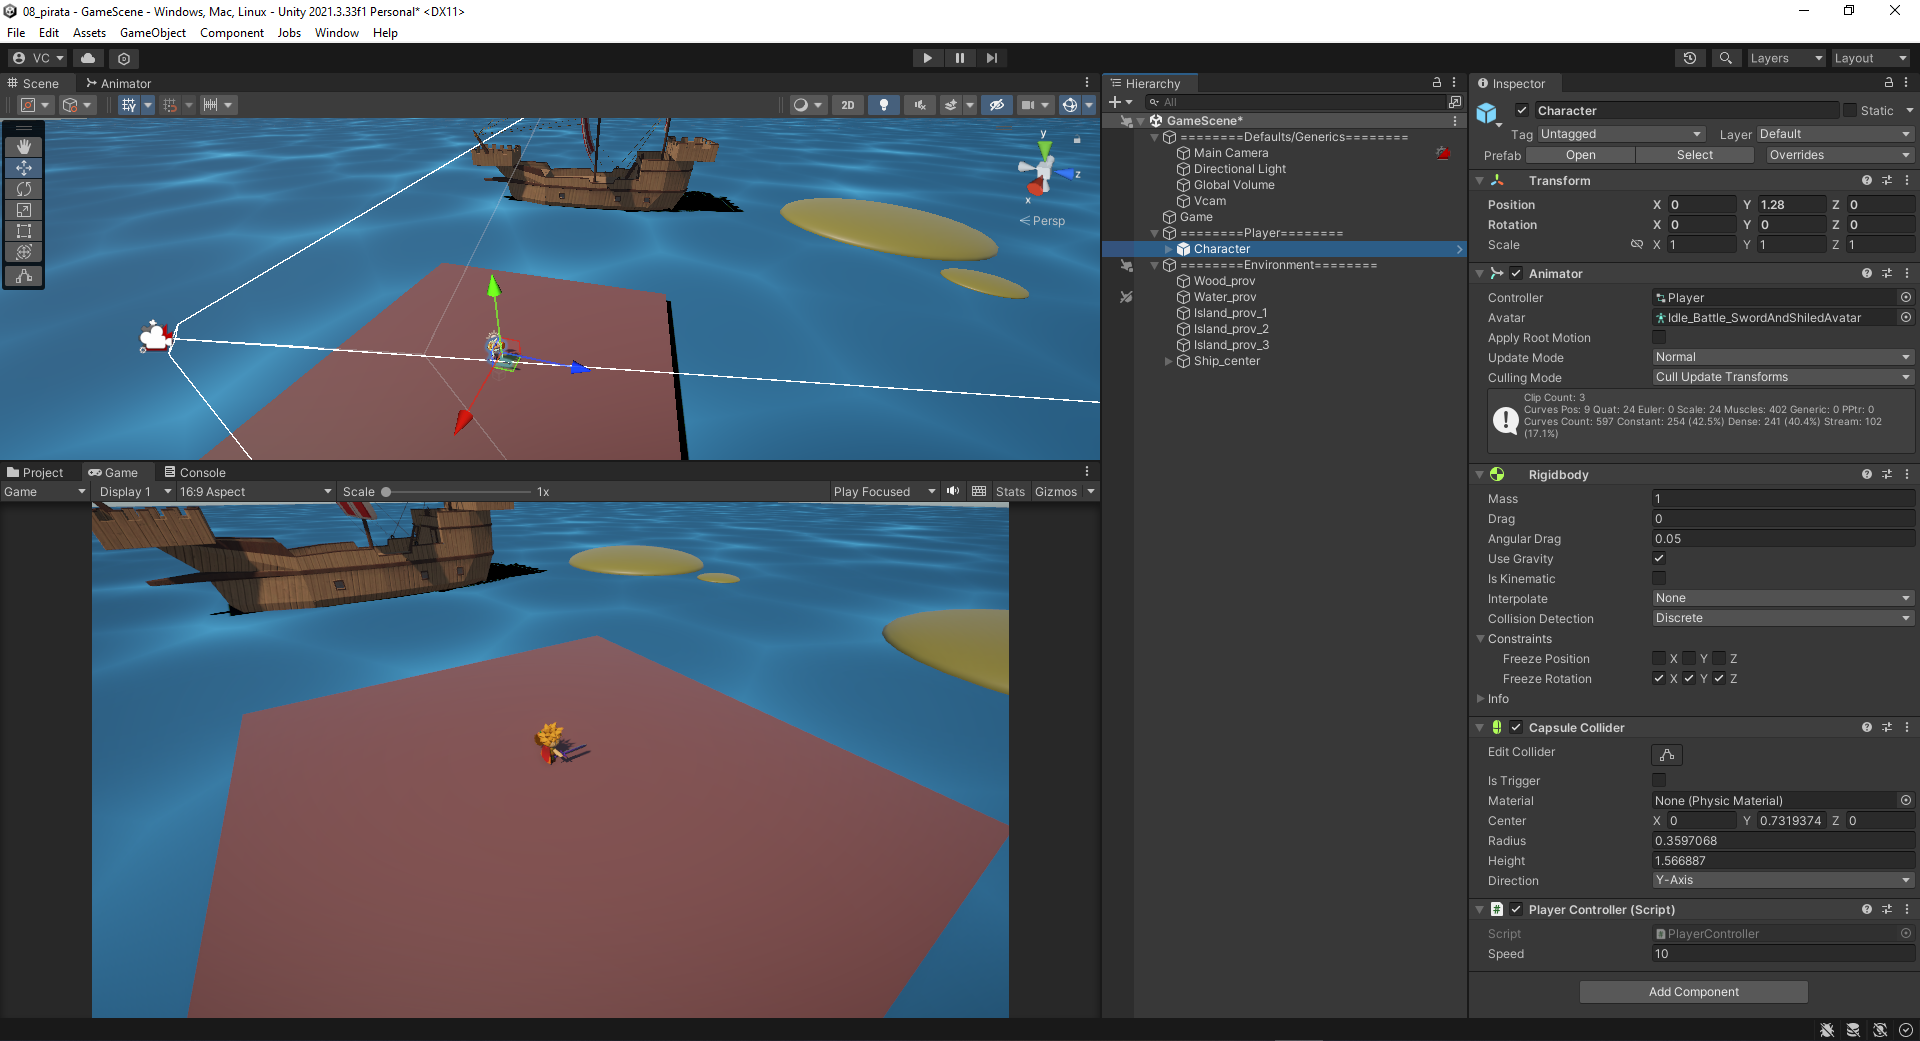 08_pirata - GameScene - Windows, Mac, Linux - Unity 2021.3.33f1 Personal* <DX11>
File Edit Assets GameObject Component Jobs Window Help
VC Layers Layout
Scene Animator
2D
y
z
x
Persp
Project Game Console
Game Display 1 16:9 Aspect Scale 1x Play Focused Stats Gizmos
Hierarchy
All
GameScene*
========Defaults/Generics========
Main Camera
Directional Light
Global Volume
Vcam
Game
========Player========
Character
========Environment========
Wood_prov
Water_prov
Island_prov_1
Island_prov_2
Island_prov_3
Ship_center
Inspector
Character Static
Tag Untagged Layer Default
Prefab Open Select Overrides
Transform
Position X 0 Y 1.28 Z 0
Rotation X 0 Y 0 Z 0
Scale X 1 Y 1 Z 1
Animator
Controller Player
Avatar Idle_Battle_SwordAndShiledAvatar
Apply Root Motion
Update Mode Normal
Culling Mode Cull Update Transforms
Clip Count: 3
Curves Pos: 9 Quat: 24 Euler: 0 Scale: 24 Muscles: 402 Generic: 0 PPtr: 0
Curves Count: 597 Constant: 254 (42.5%) Dense: 241 (40.4%) Stream: 102
(17.1%)
Rigidbody
Mass 1
Drag 0
Angular Drag 0.05
Use Gravity
Is Kinematic
Interpolate None
Collision Detection Discrete
Constraints
Freeze Position X Y Z
Freeze Rotation X Y Z
Info
Capsule Collider
Edit Collider
Is Trigger
Material None (Physic Material)
Center X 0 Y 0.7319374 Z 0
Radius 0.3597068
Height 1.566887
Direction Y-Axis
# Player Controller (Script)
Script PlayerController
Speed 10
Add Component